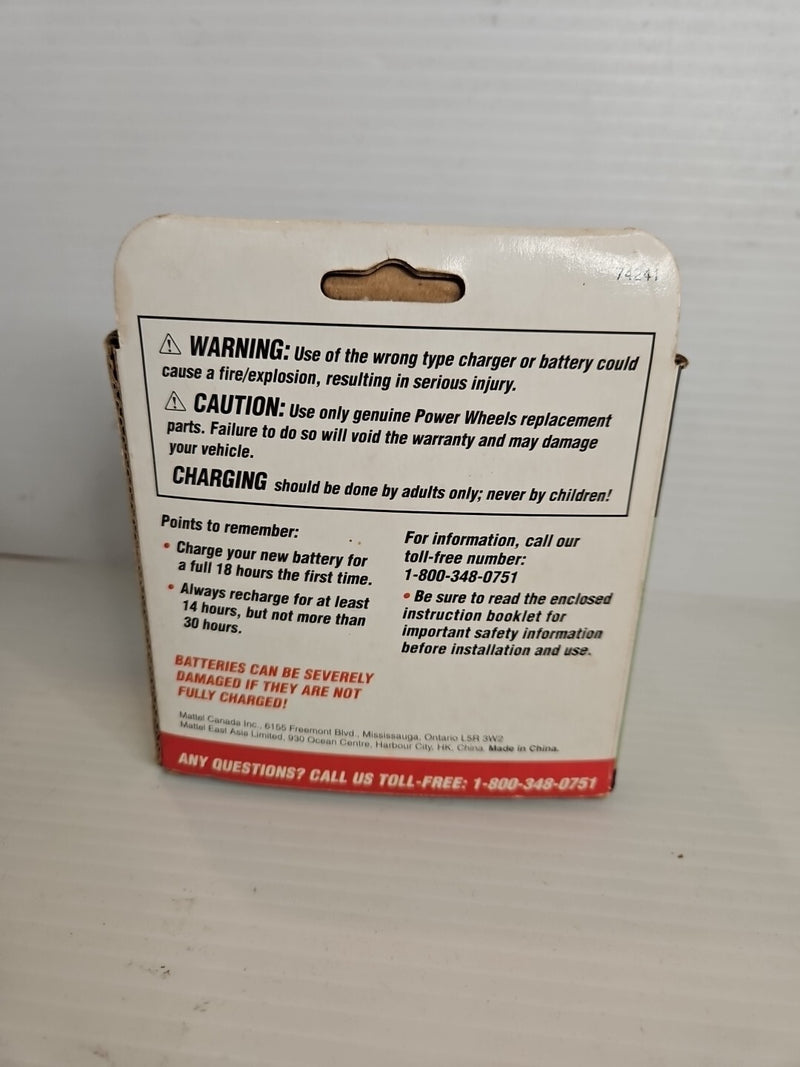 74241
⚠ WARNING: Use of the wrong type charger or battery could
cause a fire/explosion, resulting in serious injury.
⚠ CAUTION: Use only genuine Power Wheels replacement
parts. Failure to do so will void the warranty and may damage
your vehicle.
CHARGING should be done by adults only; never by children!
Points to remember:
• Charge your new battery for
a full 18 hours the first time.
• Always recharge for at least
14 hours, but not more than
30 hours.
BATTERIES CAN BE SEVERELY
DAMAGED IF THEY ARE NOT
FULLY CHARGED!
For information, call our
toll-free number:
1-800-348-0751
• Be sure to read the enclosed
instruction booklet for
important safety information
before installation and use.
Mattel Canada Inc., 6155 Freemont Blvd., Mississauga, Ontario L5R 3W2
Mattel East Asia Limited, 930 Ocean Centre, Harbour City, HK, China. Made in China.
ANY QUESTIONS? CALL US TOLL-FREE: 1-800-348-0751